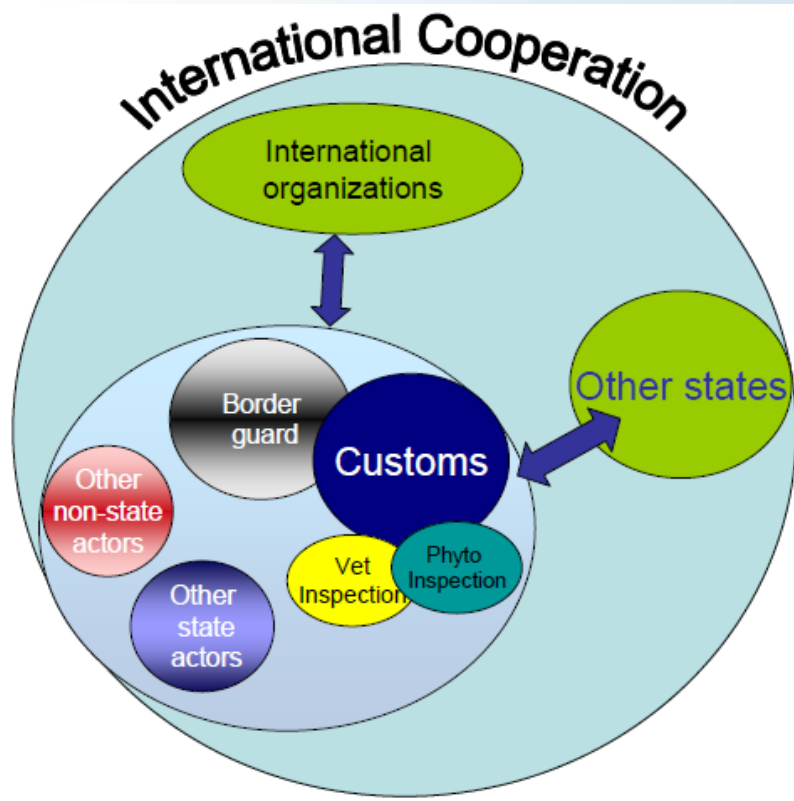 International Cooperation
International
organizations
Other states
Border
guard
Customs
Other
non-state
actors
Vet
Inspection
Phyto
Inspection
Other
state
actors